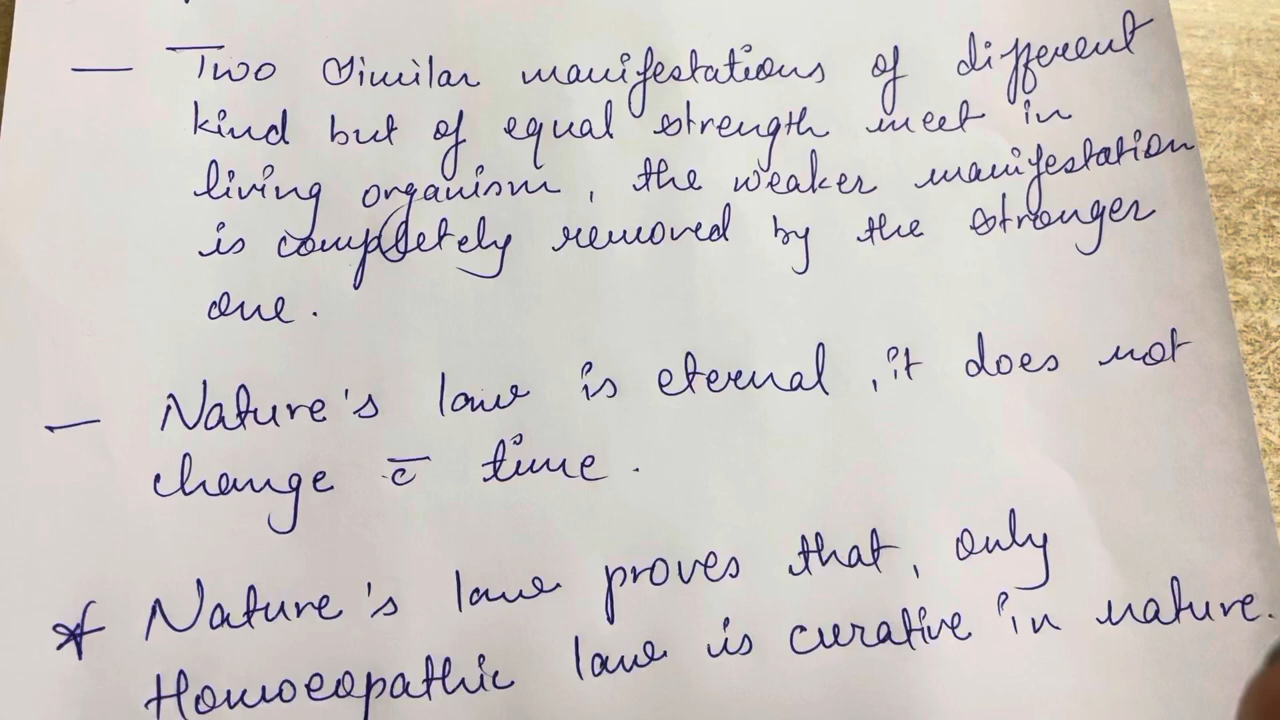 — Two Similar manifestations of different
kind but of equal strength meet in
living organism, the weaker manifestation
is completely removed by the stronger
one.
— Nature's law is eternal, it does not
change c̄ time.
* Nature's law proves that, only
Homoeopathic law is curative in nature.